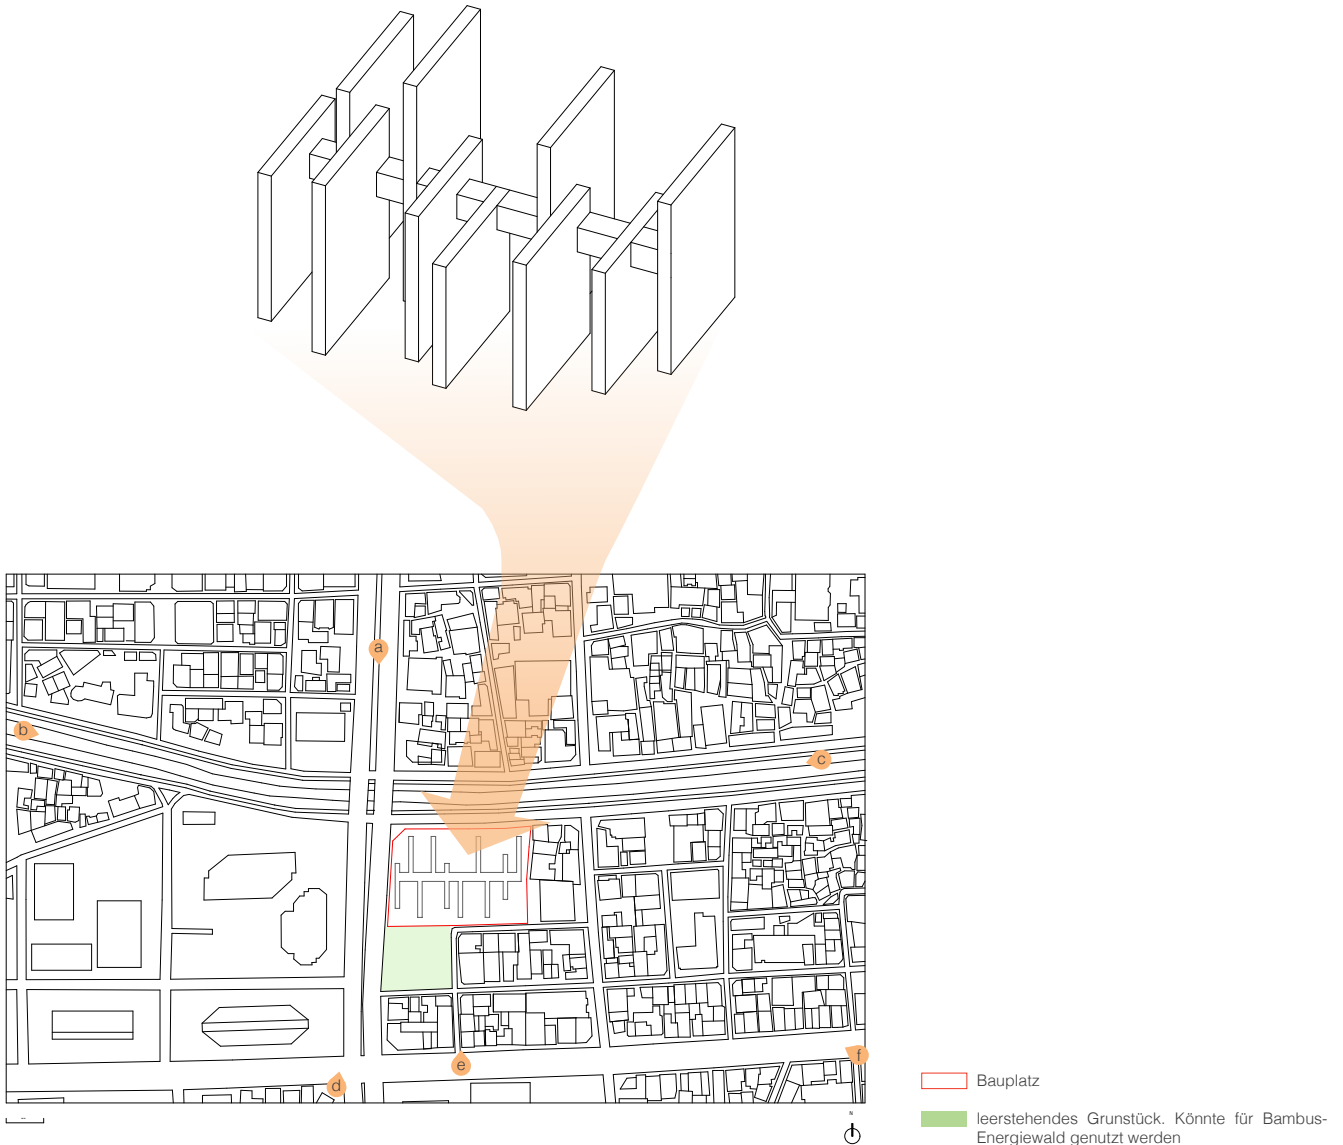 a
b
c
d
e
f
N
Bauplatz
leerstehendes Grunstück. Könnte für Bambus-
Energiewald genutzt werden